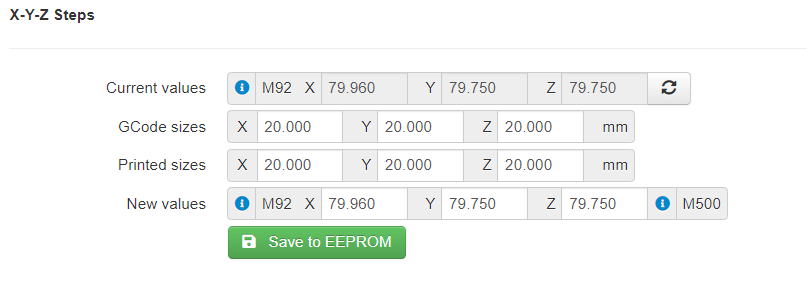 X-Y-Z Steps
Current values M92 X 79.960 Y 79.750 Z 79.750
GCode sizes X 20.000 Y 20.000 Z 20.000 mm
Printed sizes X 20.000 Y 20.000 Z 20.000 mm
New values M92 X 79.960 Y 79.750 Z 79.750 M500
Save to EEPROM